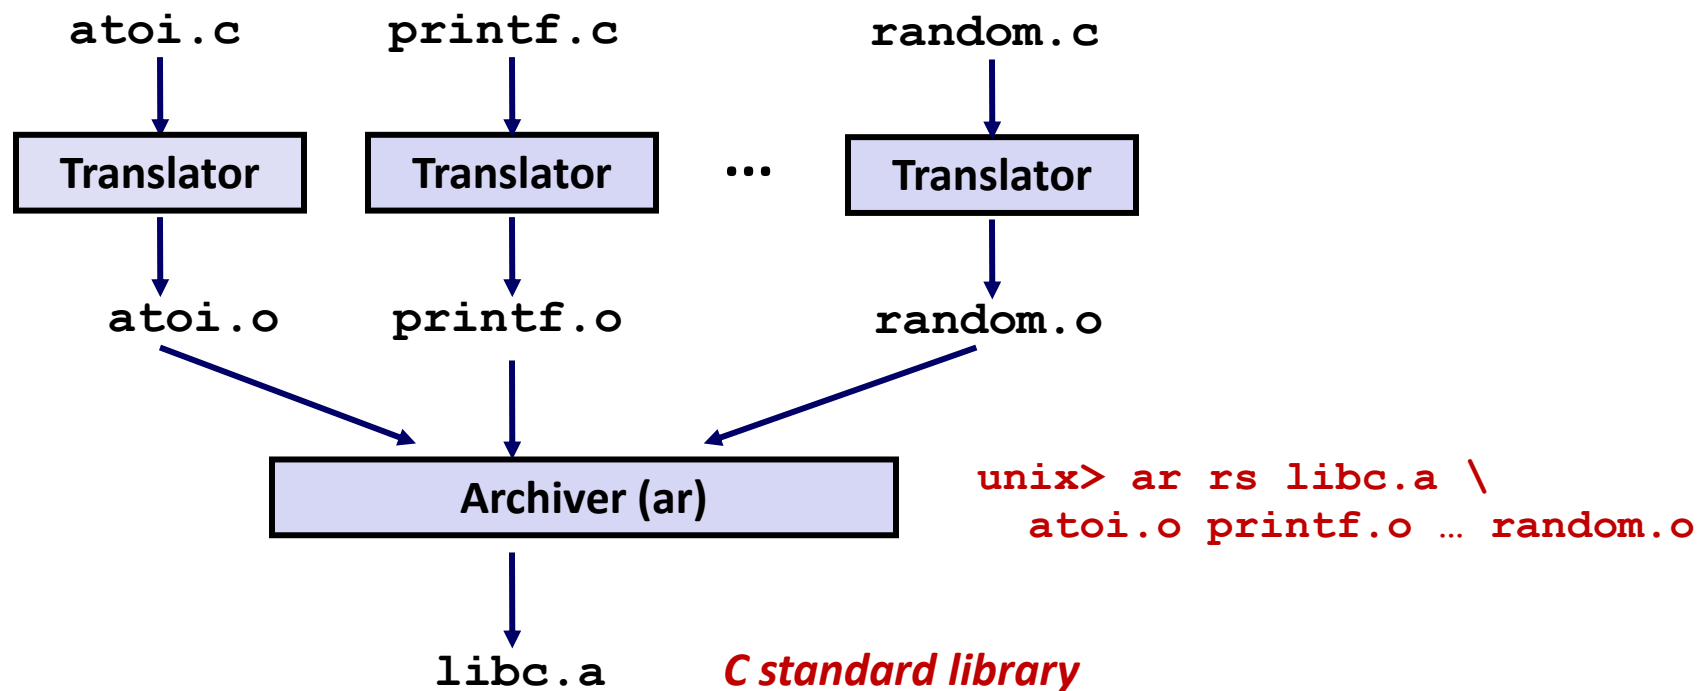 atoi.c printf.c random.c
Translator Translator ... Translator
atoi.o printf.o random.o
Archiver (ar)
unix> ar rs libc.a \
atoi.o printf.o … random.o
libc.a C standard library